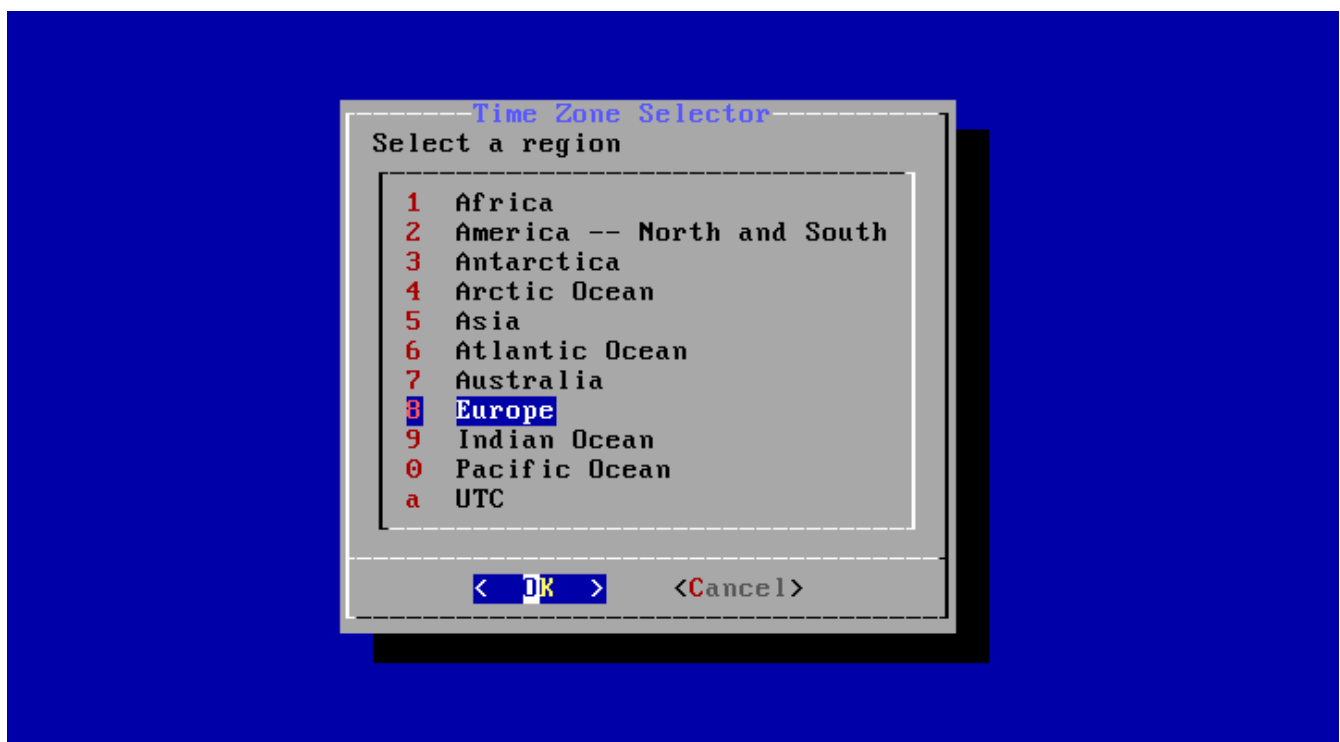 Time Zone Selector
Select a region
1 Africa
2 America -- North and South
3 Antarctica
4 Arctic Ocean
5 Asia
6 Atlantic Ocean
7 Australia
8 Europe
9 Indian Ocean
0 Pacific Ocean
a UTC
< OK > <Cancel>